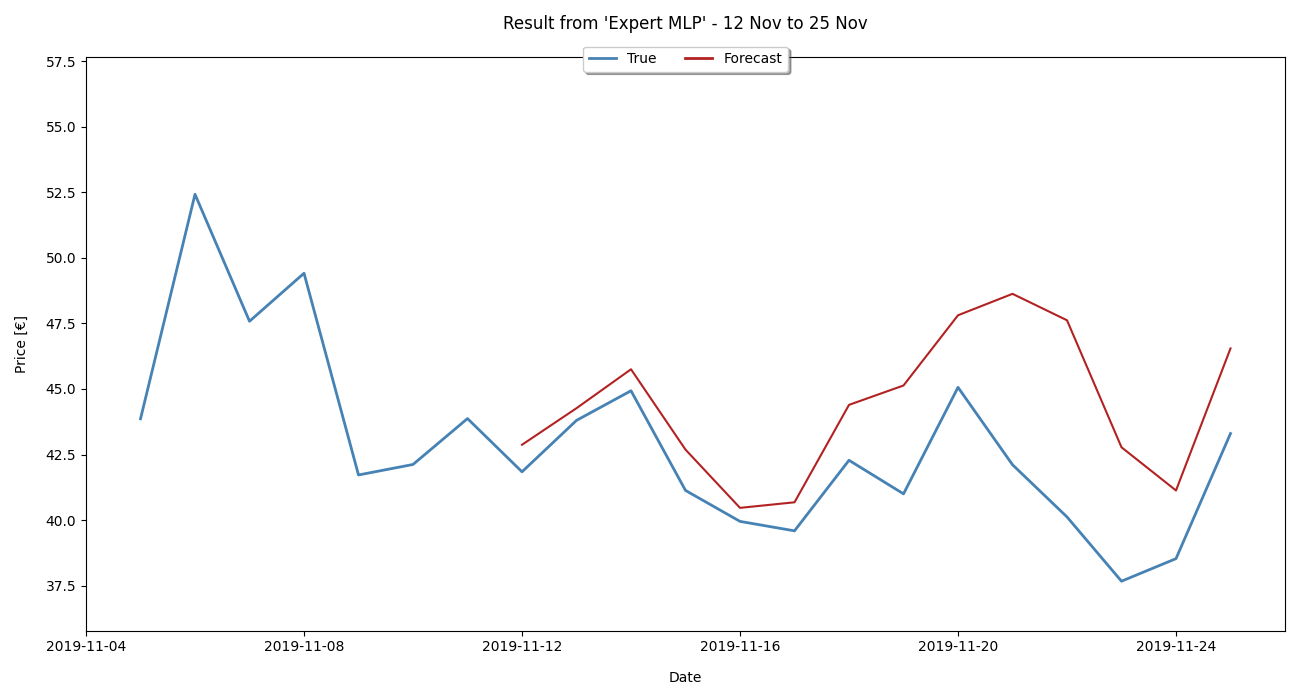 Result from 'Expert MLP' - 12 Nov to 25 Nov
True Forecast
57.5
55.0
52.5
50.0
47.5
45.0
42.5
40.0
37.5
Price [€]
2019-11-04 2019-11-08 2019-11-12 2019-11-16 2019-11-20 2019-11-24
Date